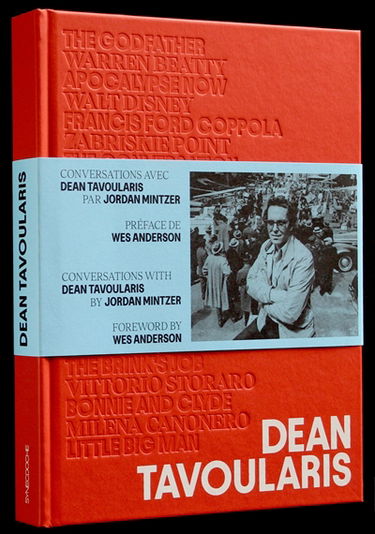 THE GODFATHER
WARREN BEATTY
APOCALYPSE NOW
WALT DISNEY
FRANCIS FORD COPPOLA
ZABRISKIE POINT
THE CONVERSATION
CONVERSATIONS AVEC
DEAN TAVOULARIS
PAR JORDAN MINTZER
PRÉFACE DE
WES ANDERSON
CONVERSATIONS WITH
DEAN TAVOULARIS
BY JORDAN MINTZER
FOREWORD BY
WES ANDERSON
THE BRINK'S JOB
VITTORIO STORARO
BONNIE AND CLYDE
MILENA CANONERO
LITTLE BIG MAN
DEAN
TAVOULARIS
DEAN TAVOULARIS
SYNECDOCHE